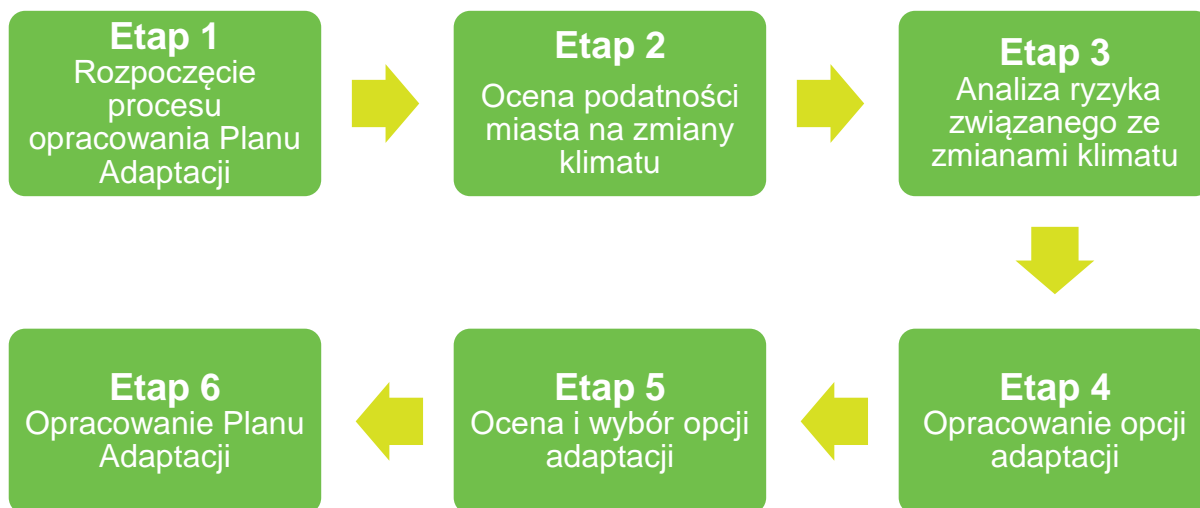 Etap 1
Rozpoczęcie
procesu
opracowania Planu
Adaptacji
Etap 2
Ocena podatności
miasta na zmiany
klimatu
Etap 3
Analiza ryzyka
związanego ze
zmianami klimatu
Etap 4
Opracowanie opcji
adaptacji
Etap 5
Ocena i wybór opcji
adaptacji
Etap 6
Opracowanie Planu
Adaptacji